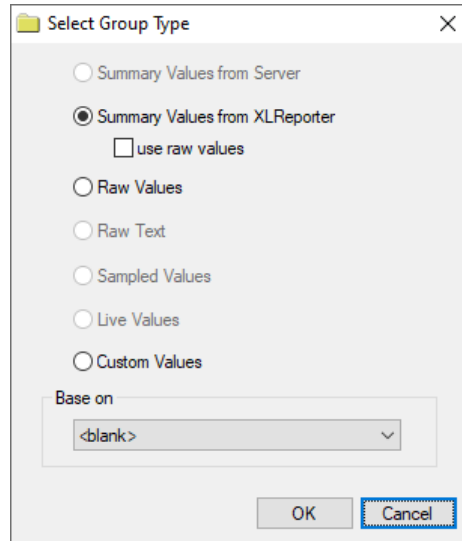 Select Group Type
Summary Values from Server
Summary Values from XLReporter
use raw values
Raw Values
Raw Text
Sampled Values
Live Values
Custom Values
Base on
<blank>
OK Cancel